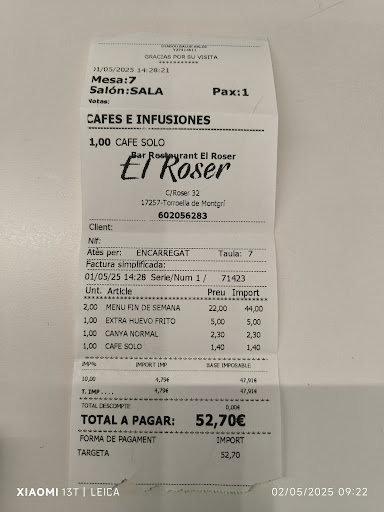 GRACIAS POR SU VISITA
**********
01/05/2025 14:28:21
Mesa:7
Salón:SALA Pax:1
Notas:
CAFES E INFUSIONES
1,00 CAFE SOLO
Bar Restaurant El Roser
El Roser
C/Roser 32
17257-Torroella de Montgrí
602056283
Client:
Nif:
Atès per: ENCARREGAT Taula: 7
Factura simplificada:
01/05/25 14:28 Serie/Num 1 / 71423
Unt. Article Preu Import
2,00 MENU FIN DE SEMANA 22,00 44,00
1,00 EXTRA HUEVO FRITO 5,00 5,00
1,00 CANYA NORMAL 2,30 2,30
1,00 CAFE SOLO 1,40 1,40
IMP% IMPORT IMP BASE IMPOSABLE
10,00 4,79€ 47,91€
T. IMP .... 4,79€ 47,91€
TOTAL DESCOMPTE 0,00€
TOTAL A PAGAR: 52,70€
FORMA DE PAGAMENT IMPORT
TARGETA 52,70
XIAOMI 13T | LEICA 02/05/2025 09:22